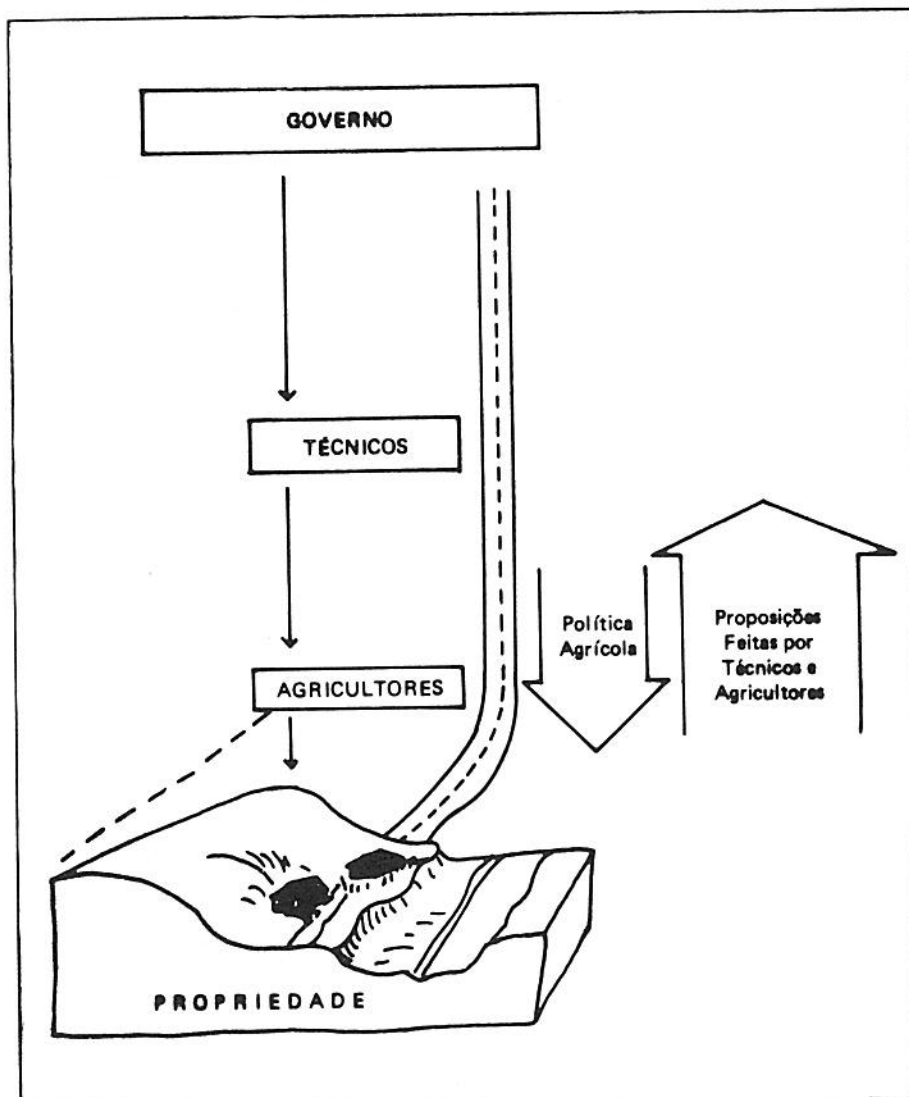 GOVERNO
TÉCNICOS
AGRICULTORES
Política
Agrícola
Proposições
Feitas por
Técnicos e
Agricultores
PROPRIEDADE